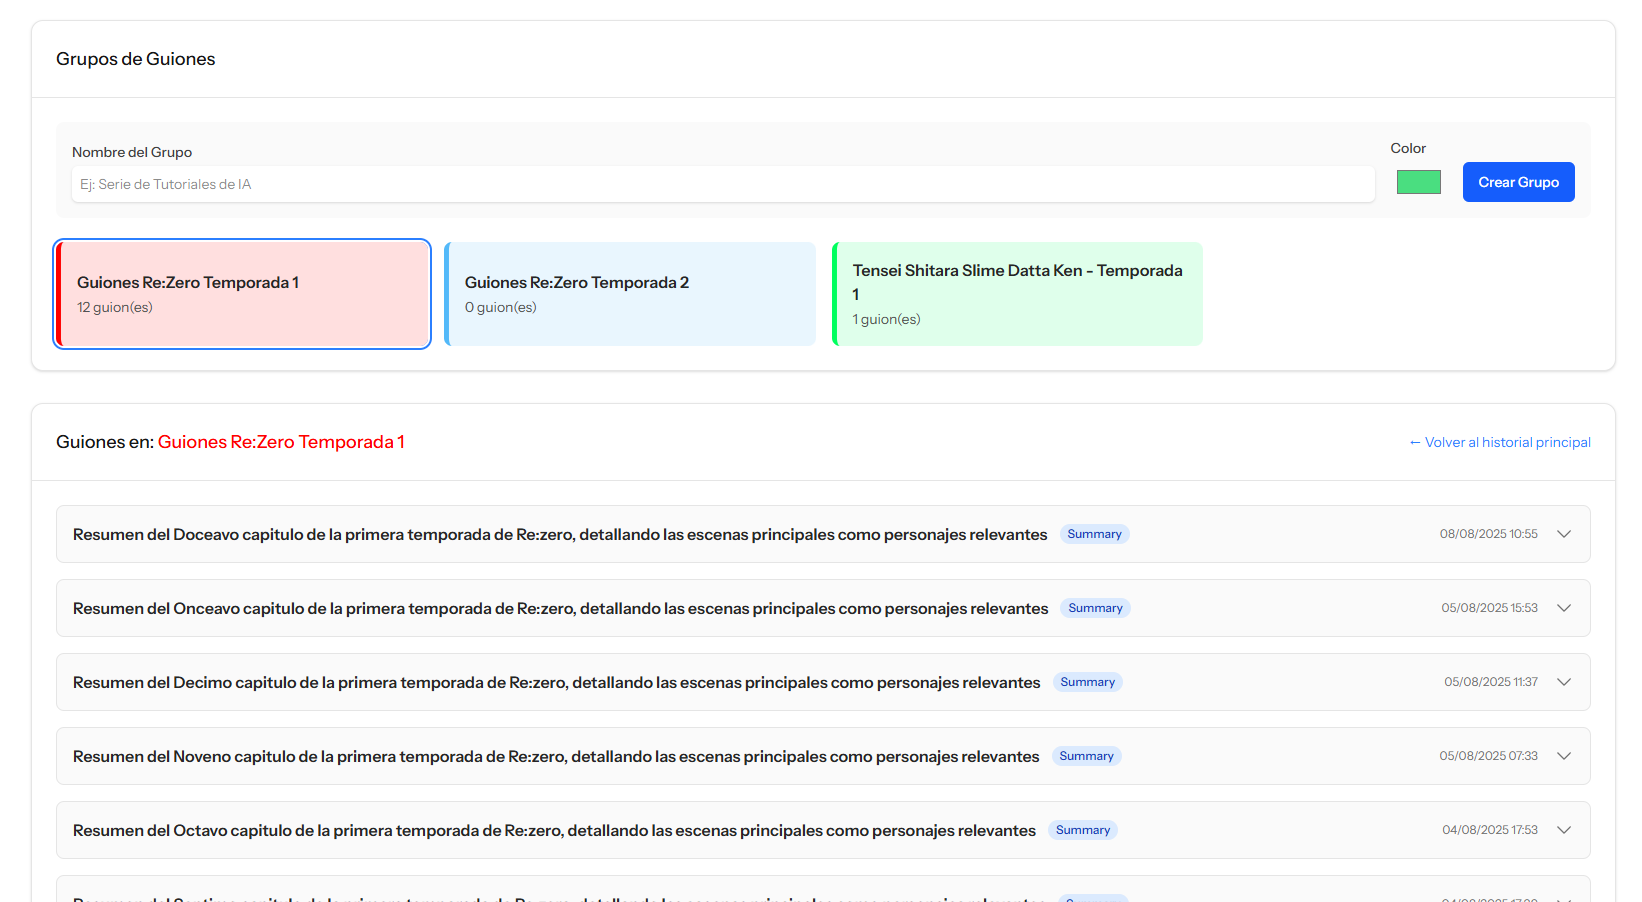 Grupos de Guiones
Nombre del Grupo
Color
Ej: Serie de Tutoriales de IA
Crear Grupo
Guiones Re:Zero Temporada 1
12 guion(es)
Guiones Re:Zero Temporada 2
0 guion(es)
Tensei Shitara Slime Datta Ken - Temporada
1
1 guion(es)
Guiones en: Guiones Re:Zero Temporada 1
← Volver al historial principal
Resumen del Doceavo capitulo de la primera temporada de Re:zero, detallando las escenas principales como personajes relevantes Summary 08/08/2025 10:55
Resumen del Onceavo capitulo de la primera temporada de Re:zero, detallando las escenas principales como personajes relevantes Summary 05/08/2025 15:53
Resumen del Decimo capitulo de la primera temporada de Re:zero, detallando las escenas principales como personajes relevantes Summary 05/08/2025 11:37
Resumen del Noveno capitulo de la primera temporada de Re:zero, detallando las escenas principales como personajes relevantes Summary 05/08/2025 07:33
Resumen del Octavo capitulo de la primera temporada de Re:zero, detallando las escenas principales como personajes relevantes Summary 04/08/2025 17:53